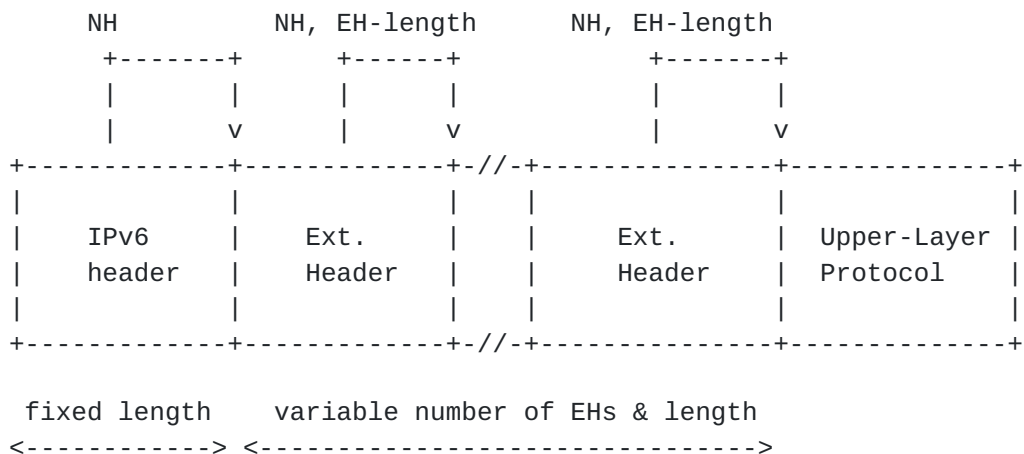 NH NH, EH-length NH, EH-length
IPv6 Ext. Ext. Upper-Layer
header Header Header Protocol
fixed length variable number of EHs & length